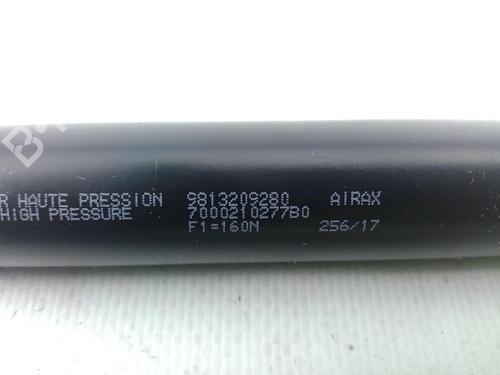 R HAUTE PRESSION 9813209280 AIRAX
HIGH PRESSURE 7000210277B0
F1=160N 256/17